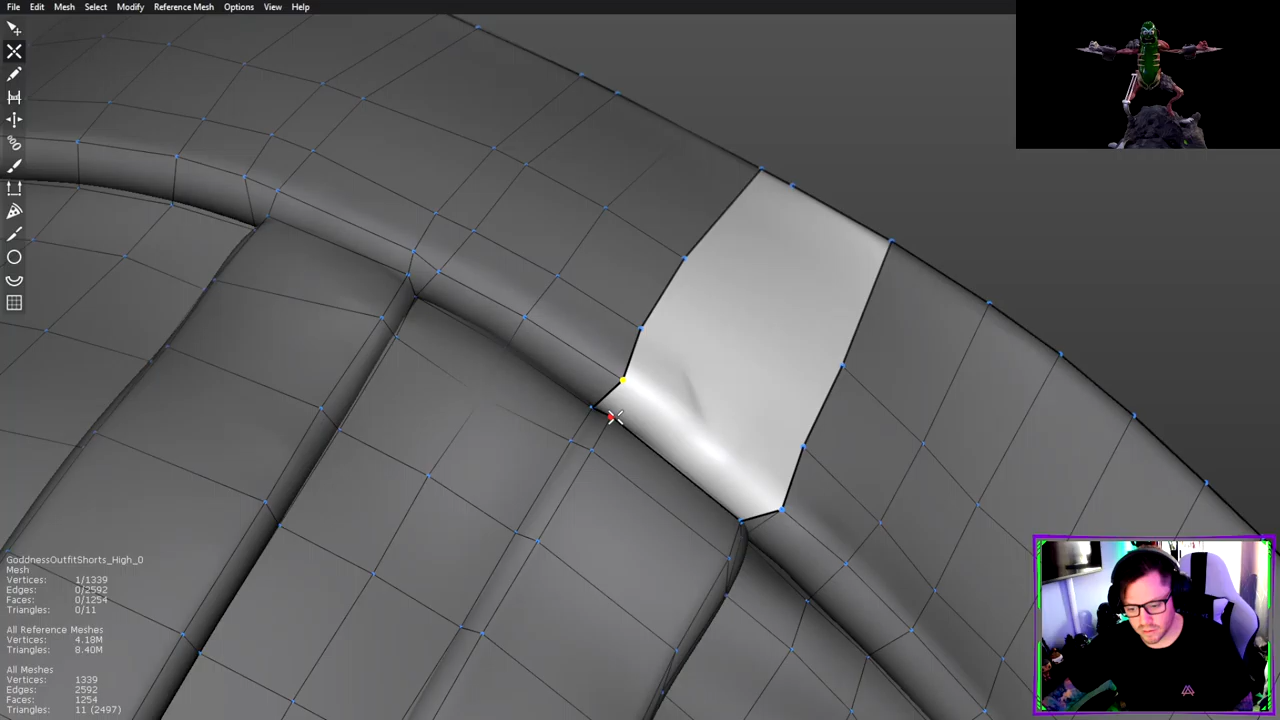 File Edit Mesh Select Modify Reference Mesh Options View Help
GoddnessOutfitShorts_High_0
Mesh
Vertices: 1/1339
Edges: 0/2592
Faces: 0/1254
Triangles: 0/11
All Reference Meshes
Vertices: 4.18M
Triangles: 8.40M
All Meshes
Vertices: 1339
Edges: 2592
Faces: 1254
Triangles: 11 (2497)